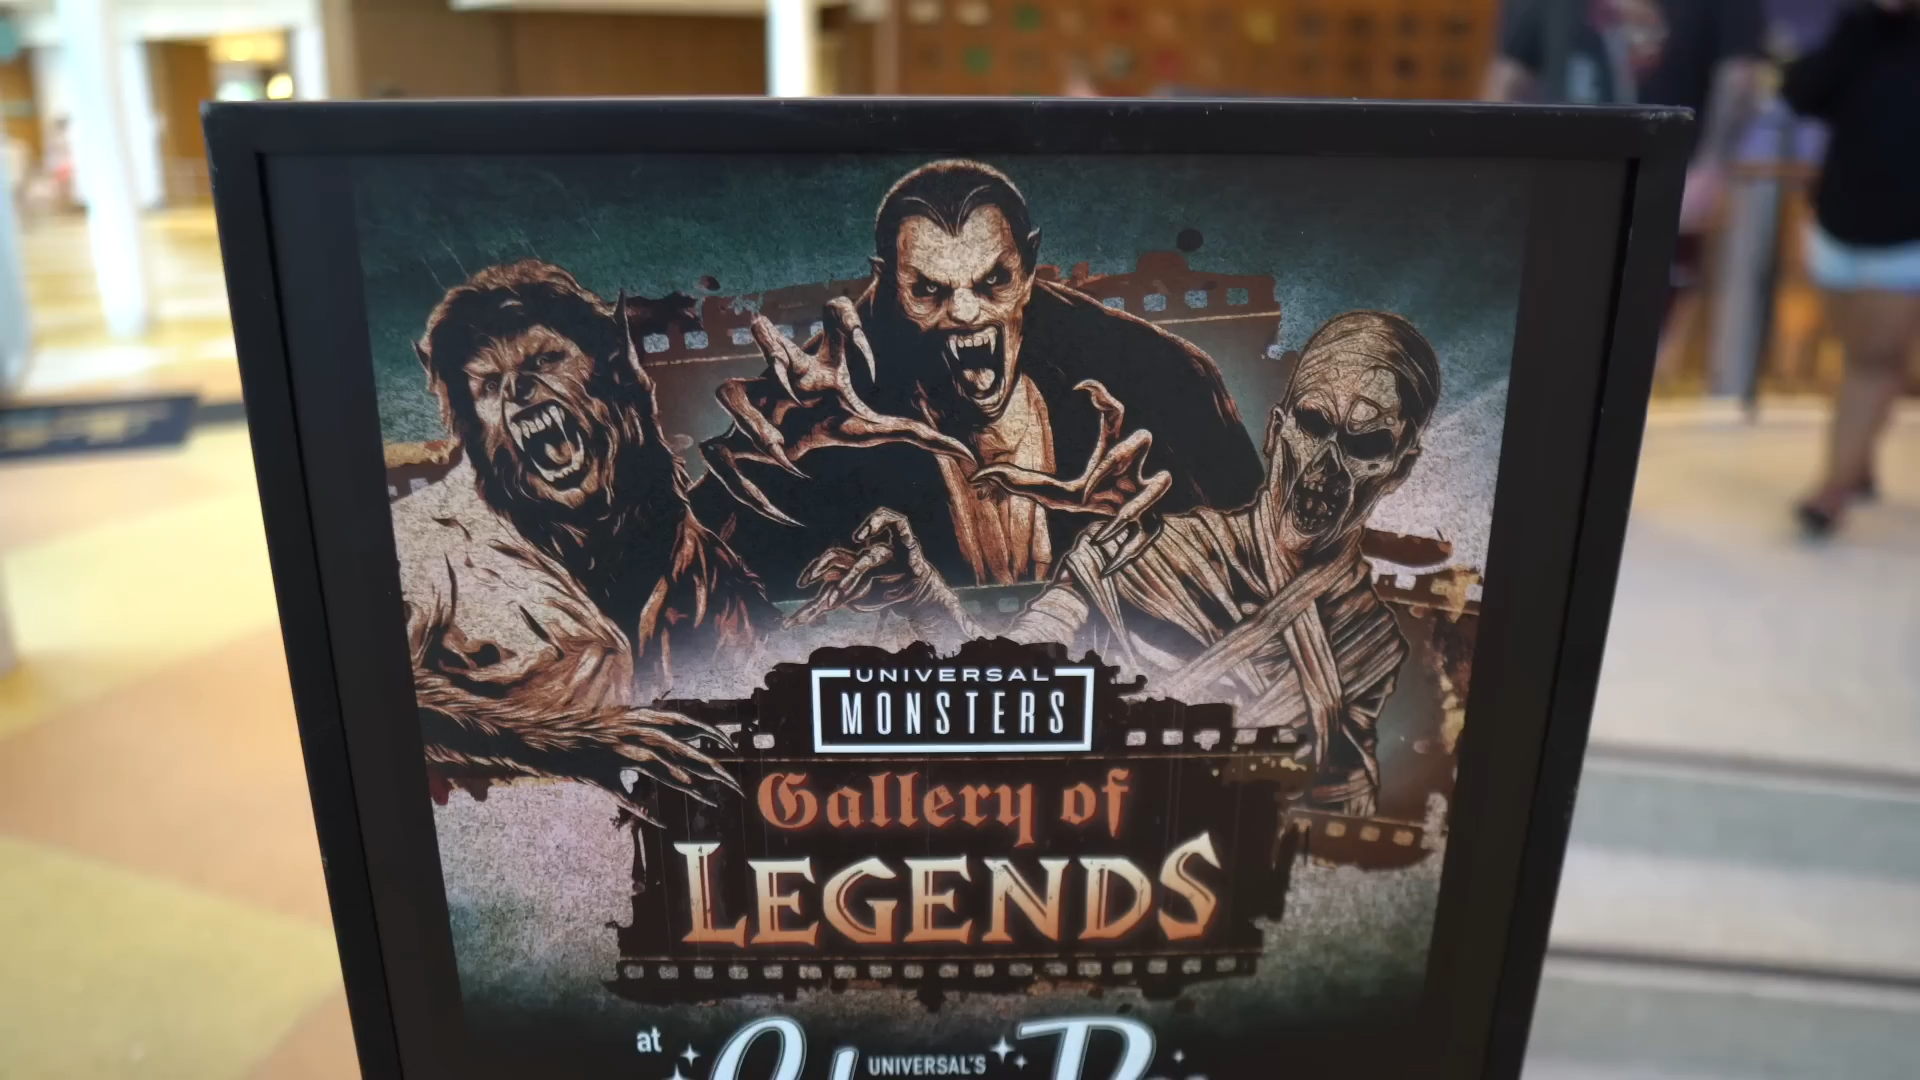 UNIVERSAL
MONSTERS
Gallery of
LEGENDS
at
UNIVERSAL'S